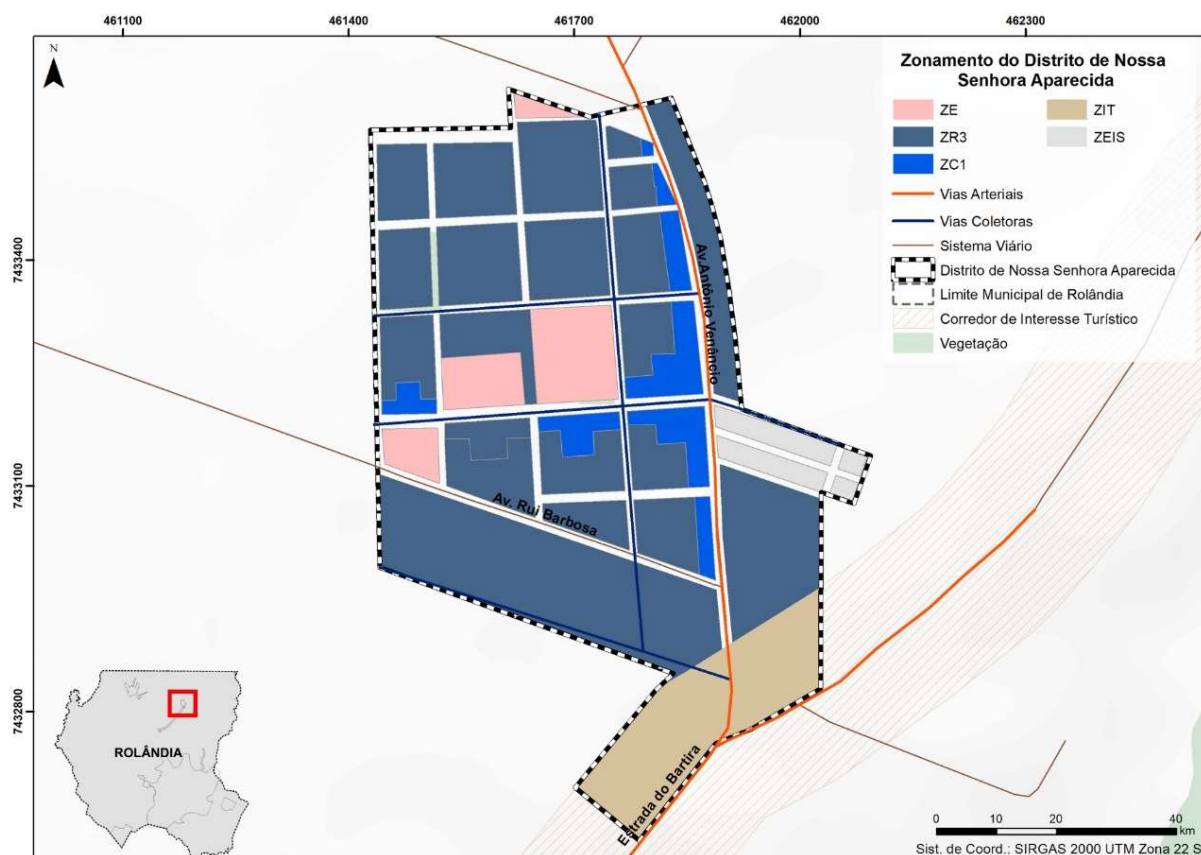 461100 461400 461700 462000 462300
N
Zonamento do Distrito de Nossa
Senhora Aparecida
ZE ZIT
ZR3 ZEIS
ZC1
Vias Arteriais
Vias Coletoras
Sistema Viário
Distrito de Nossa Senhora Aparecida
Limite Municipal de Rolândia
Corredor de Interesse Turístico
Vegetação
7433400
7433100
7432800
Av. Antônio Venâncio
Av. Rui Barbosa
Estrada do Bartira
ROLÂNDIA
0 10 20 40
km
Sist. de Coord.: SIRGAS 2000 UTM Zona 22 S